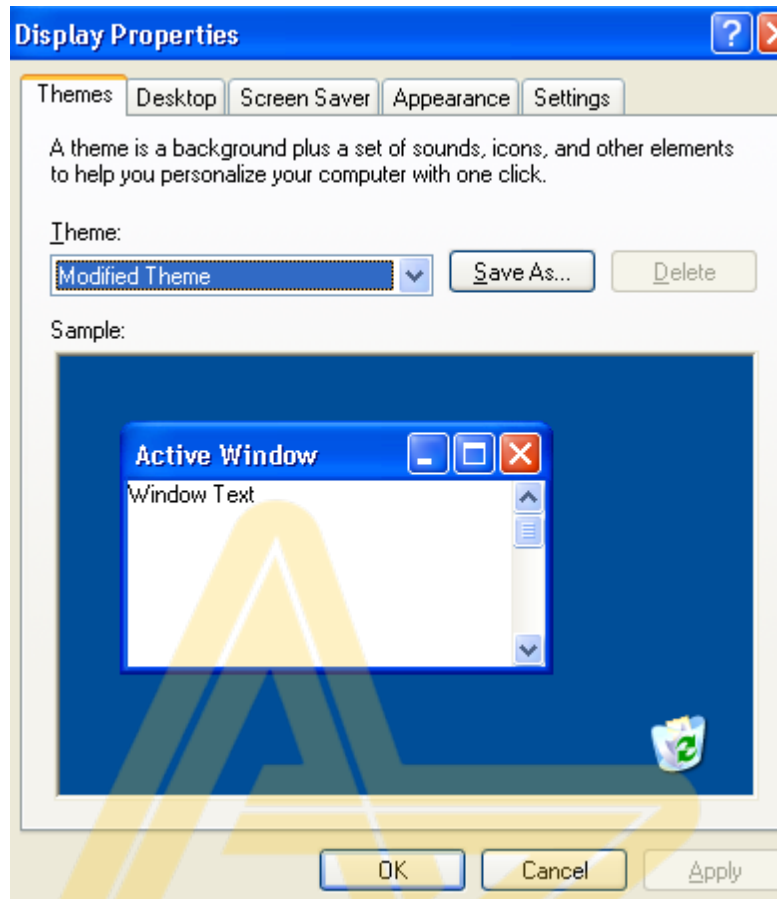 Display Properties
Themes Desktop Screen Saver Appearance Settings
A theme is a background plus a set of sounds, icons, and other elements
to help you personalize your computer with one click.
Theme:
Modified Theme Save As... Delete
Sample:
Active Window
Window Text
OK Cancel Apply